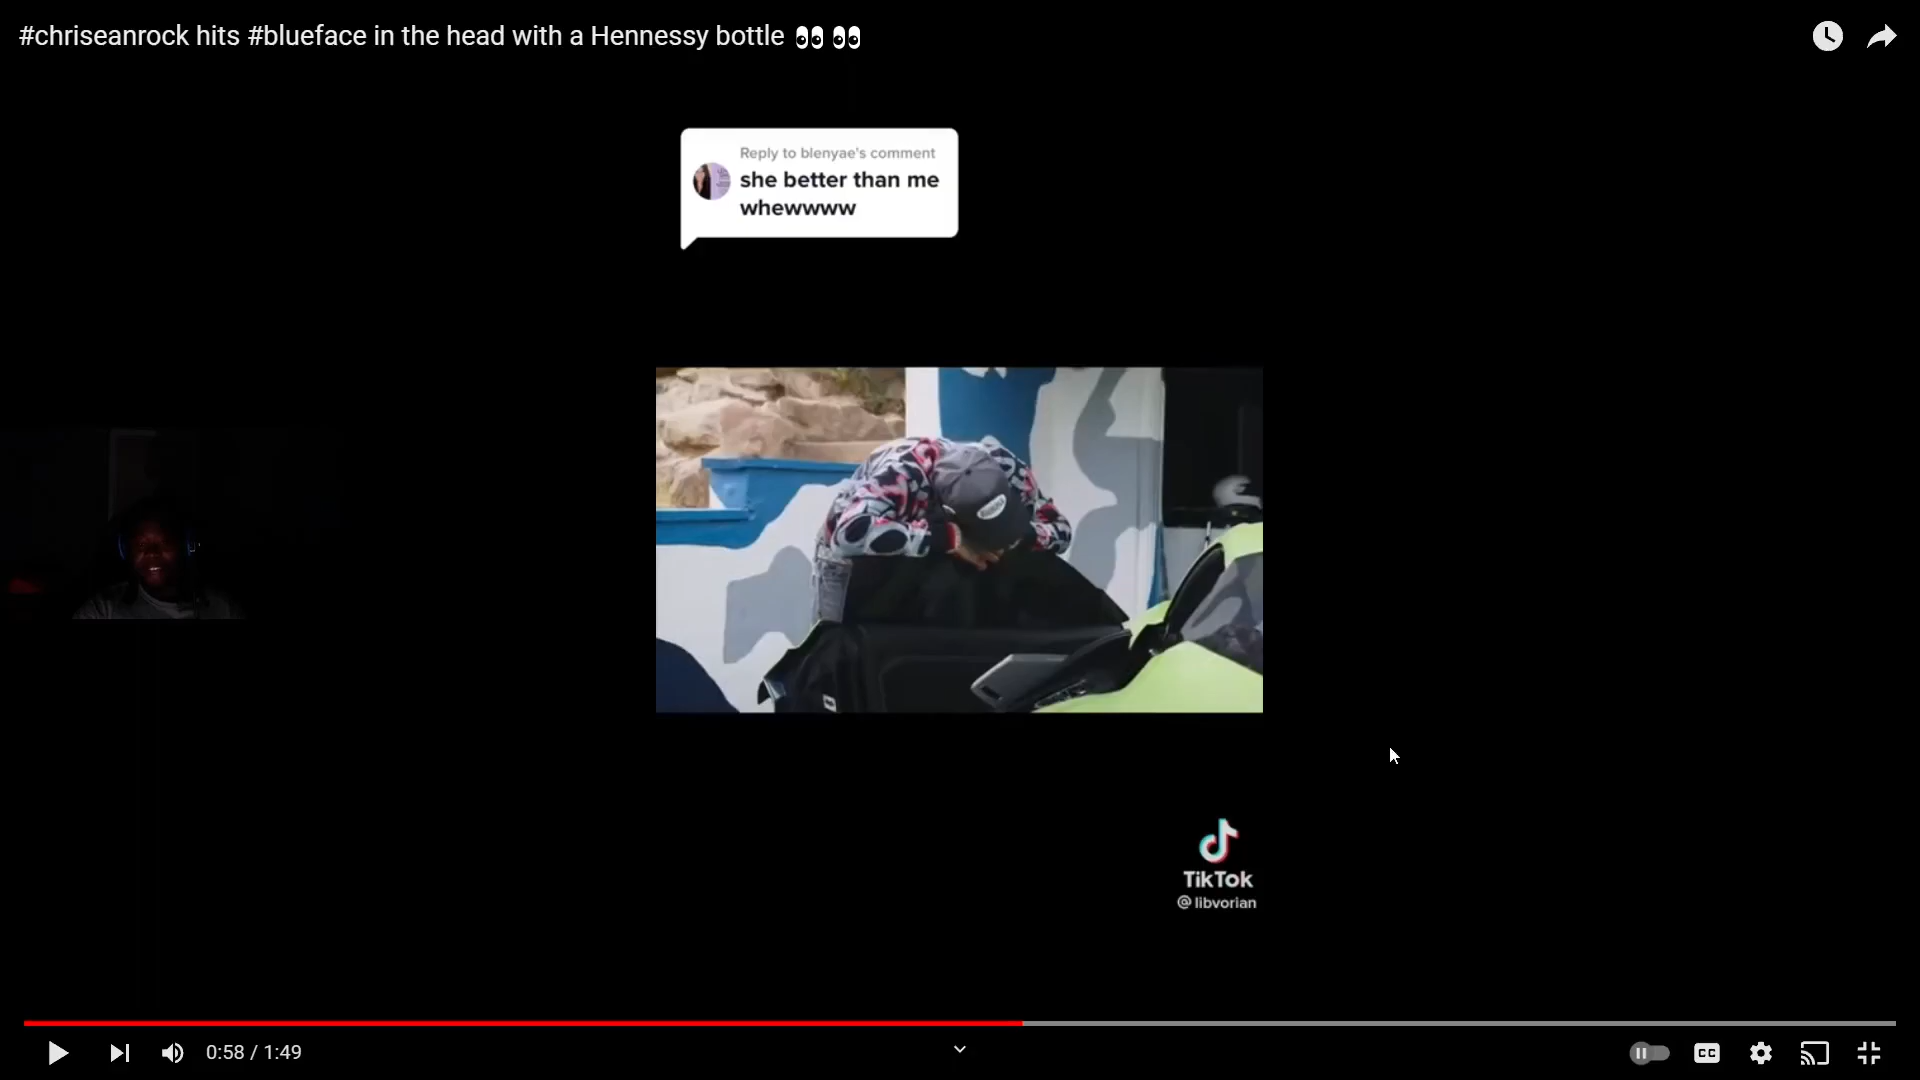 #chriseanrock hits #blueface in the head with a Hennessy bottle 👀 👀
Reply to blenyae's comment
she better than me
whewwww
TikTok
@libvorian
0:58 / 1:49
CC